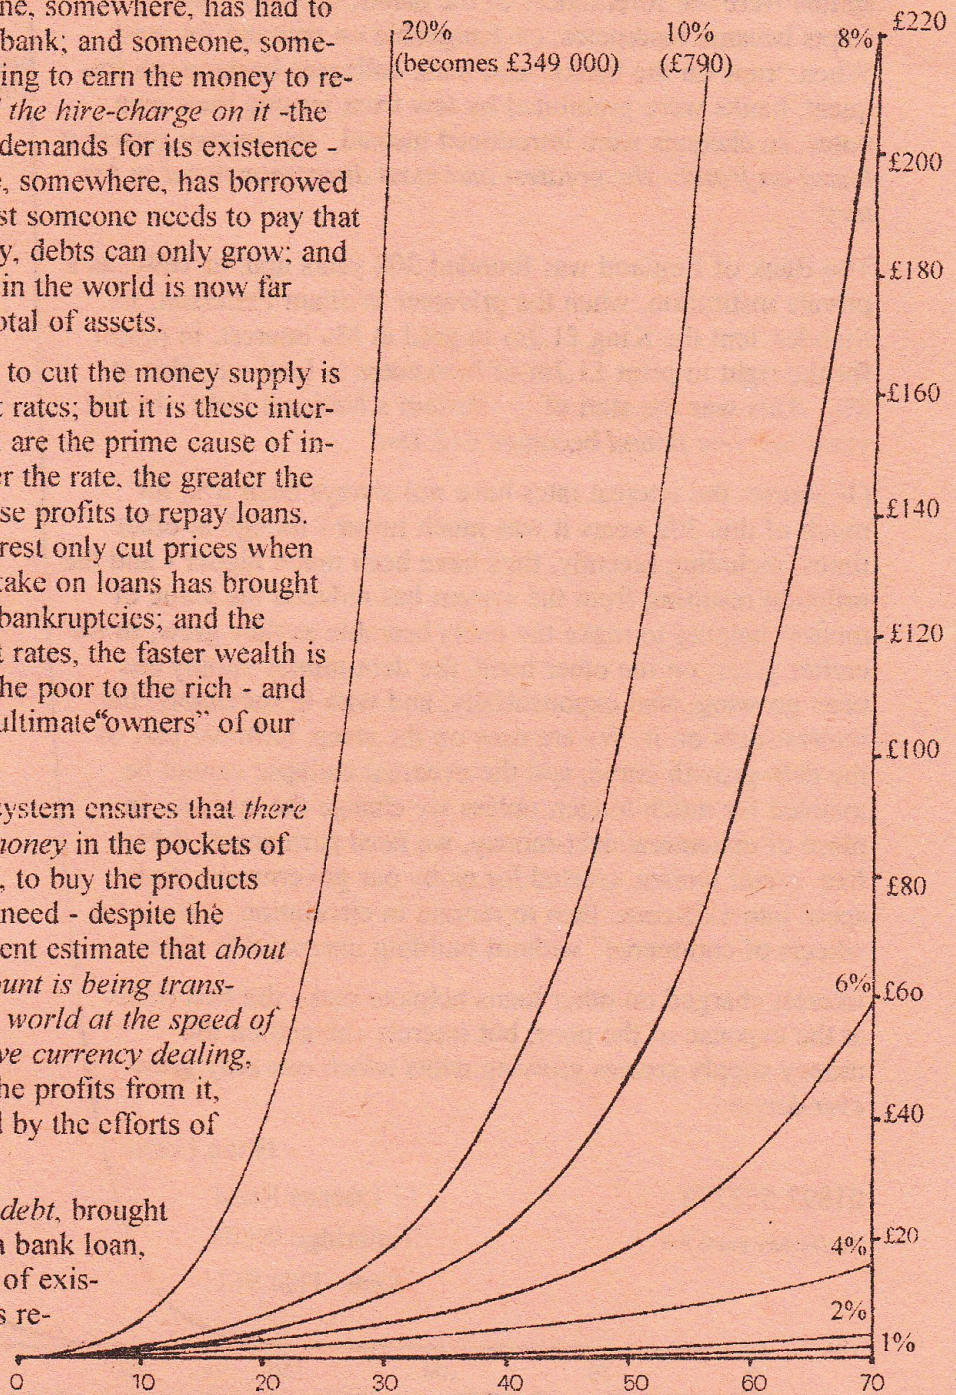 ne, somewhere, has had to
bank; and someone, some-
ing to earn the money to re-
the hire-charge on it -the
demands for its existence -
, somewhere, has borrowed
st someone needs to pay that
y, debts can only grow; and
in the world is now far
otal of assets.
to cut the money supply is
rates; but it is these inter-
are the prime cause of in-
er the rate, the greater the
se profits to repay loans.
rest only cut prices when
take on loans has brought
bankruptcies; and the
rates, the faster wealth is
he poor to the rich - and
ultimate “owners” of our
system ensures that there
money in the pockets of
, to buy the products
need - despite the
ent estimate that about
unt is being trans-
world at the speed of
ve currency dealing,
he profits from it,
by the efforts of
debt, brought
a bank loan,
of exis-
s re-
20%
(becomes £349 000)
10%
(£790)
8%
£220
£200
£180
£160
£140
£120
£100
£80
6%
£60
£40
4%
£20
2%
1%
0 10 20 30 40 50 60 70